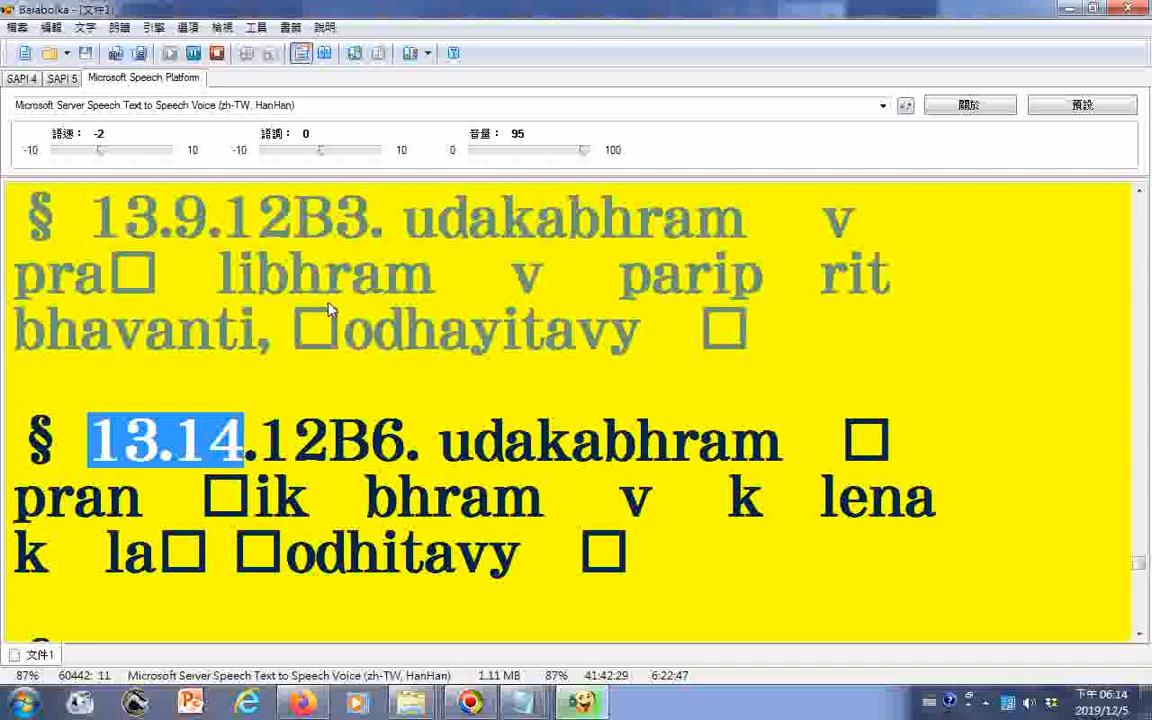 Balabolka - [文件1]
檔案 編輯 文字 朗讀 引擎 選項 檢視 工具 書籤 說明
SAPI 4 SAPI 5 Microsoft Speech Platform
Microsoft Server Speech Text to Speech Voice (zh-TW, HanHan) 關於 預設
語速： -2 語調： 0 音量： 95
-10 10 -10 10 0 100
§ 13.9.12B3. udakabhram v
pra□ libhram v parip rit
bhavanti, □odhayitavy □
§ 13.14.12B6. udakabhram □
pran □ik bhram v k lena
k la□ □odhitavy □
文件1
87% 60442: 11 Microsoft Server Speech Text to Speech Voice (zh-TW, HanHan) 1.11 MB 87% 41:42:29 6:22:47
下午 06:14
2019/12/5